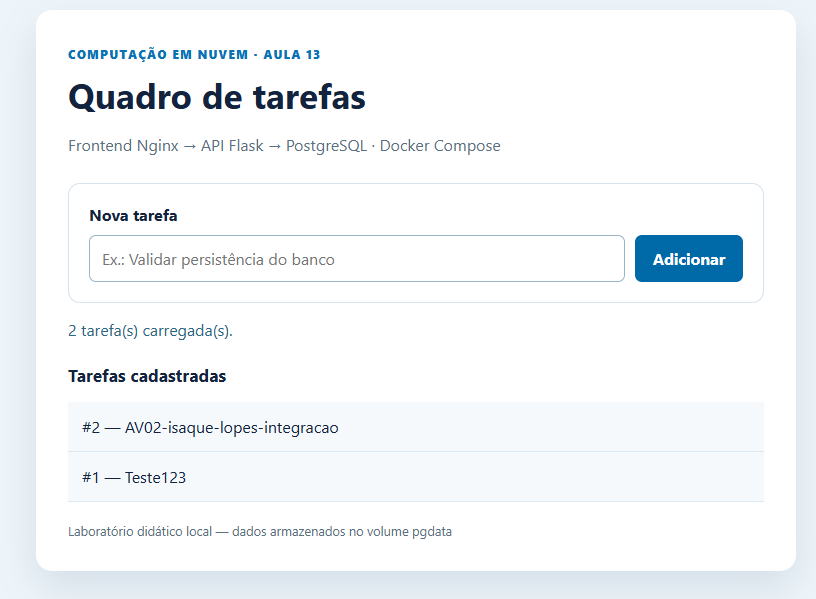 COMPUTAÇÃO EM NUVEM · AULA 13
Quadro de tarefas
Frontend Nginx → API Flask → PostgreSQL · Docker Compose
Nova tarefa
Ex.: Validar persistência do banco
Adicionar
2 tarefa(s) carregada(s).
Tarefas cadastradas
#2 — AV02-isaque-lopes-integracao
#1 — Teste123
Laboratório didático local — dados armazenados no volume pgdata